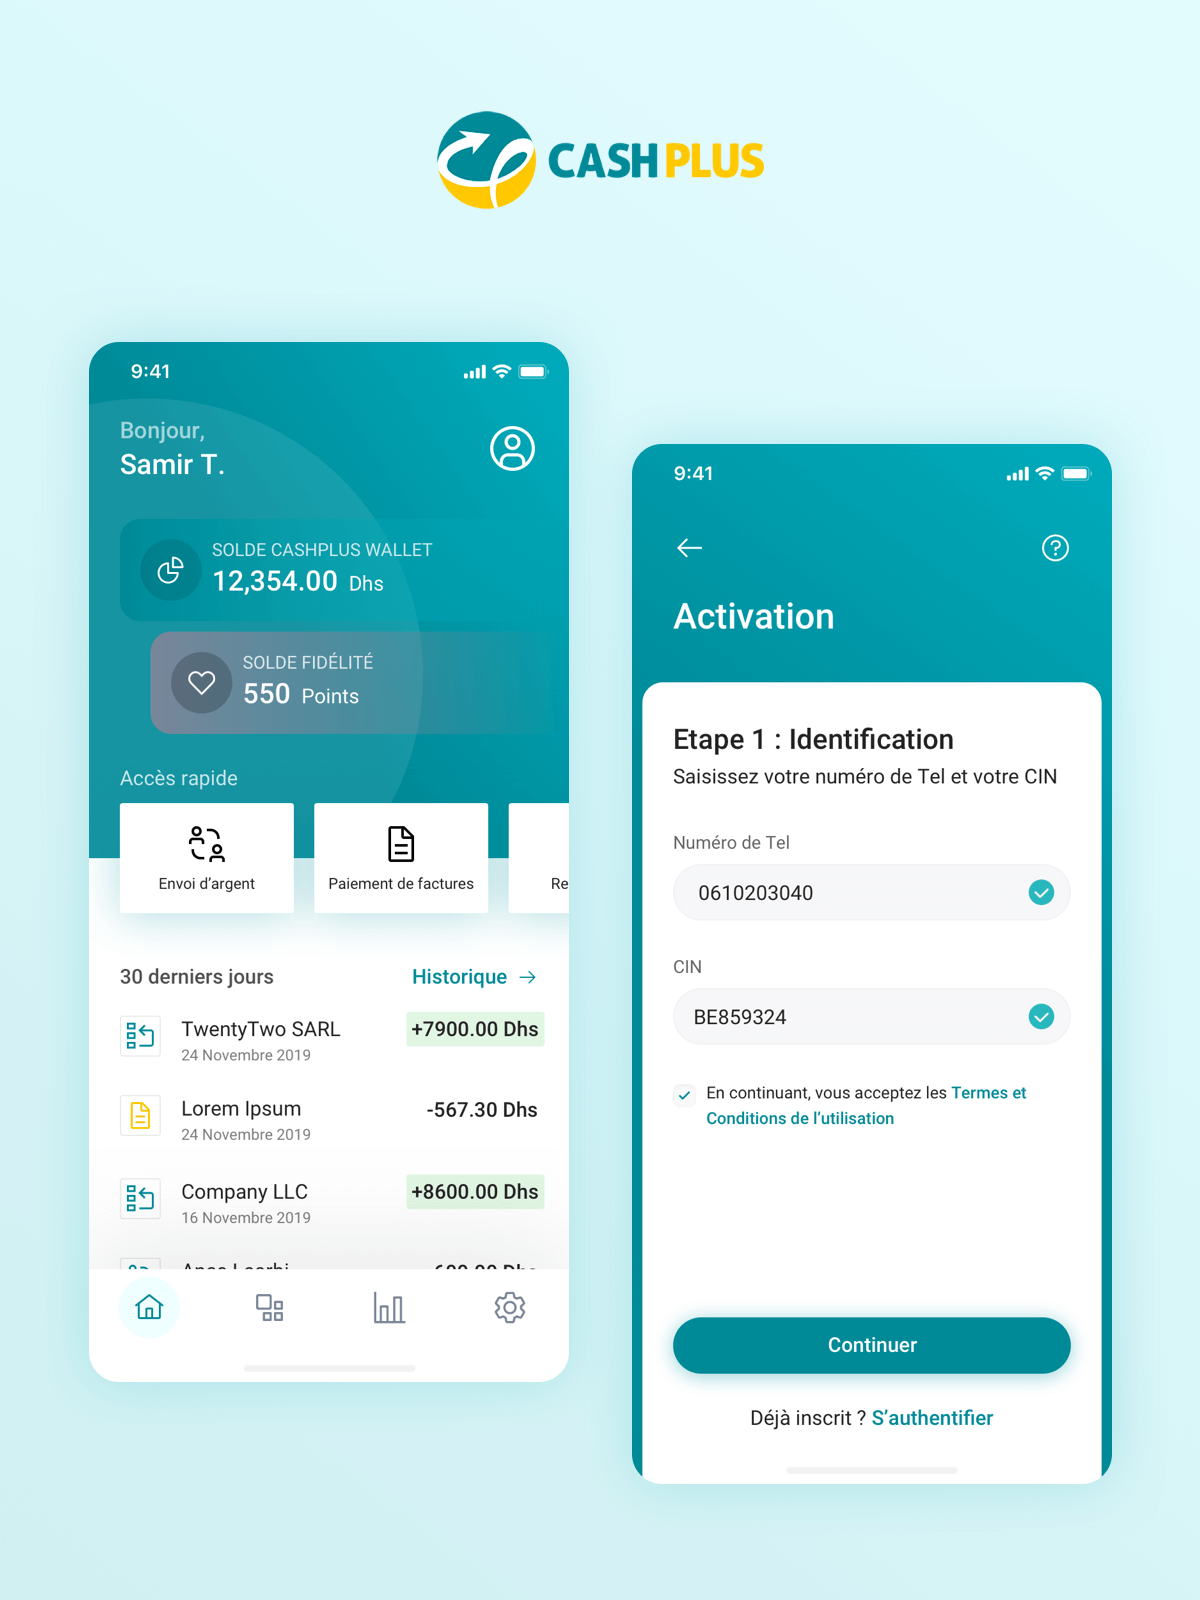 CASH PLUS
9:41
Bonjour,
Samir T.
SOLDE CASHPLUS WALLET
12,354.00 Dhs
SOLDE FIDÉLITÉ
550 Points
Accès rapide
Envoi d’argent
Paiement de factures
Re
30 derniers jours
Historique
TwentyTwo SARL
+7900.00 Dhs
24 Novembre 2019
Lorem Ipsum
-567.30 Dhs
24 Novembre 2019
Company LLC
+8600.00 Dhs
16 Novembre 2019
9:41
Activation
Etape 1 : Identification
Saisissez votre numéro de Tel et votre CIN
Numéro de Tel
0610203040
CIN
BE859324
En continuant, vous acceptez les Termes et
Conditions de l’utilisation
Continuer
Déjà inscrit ? S’authentifier